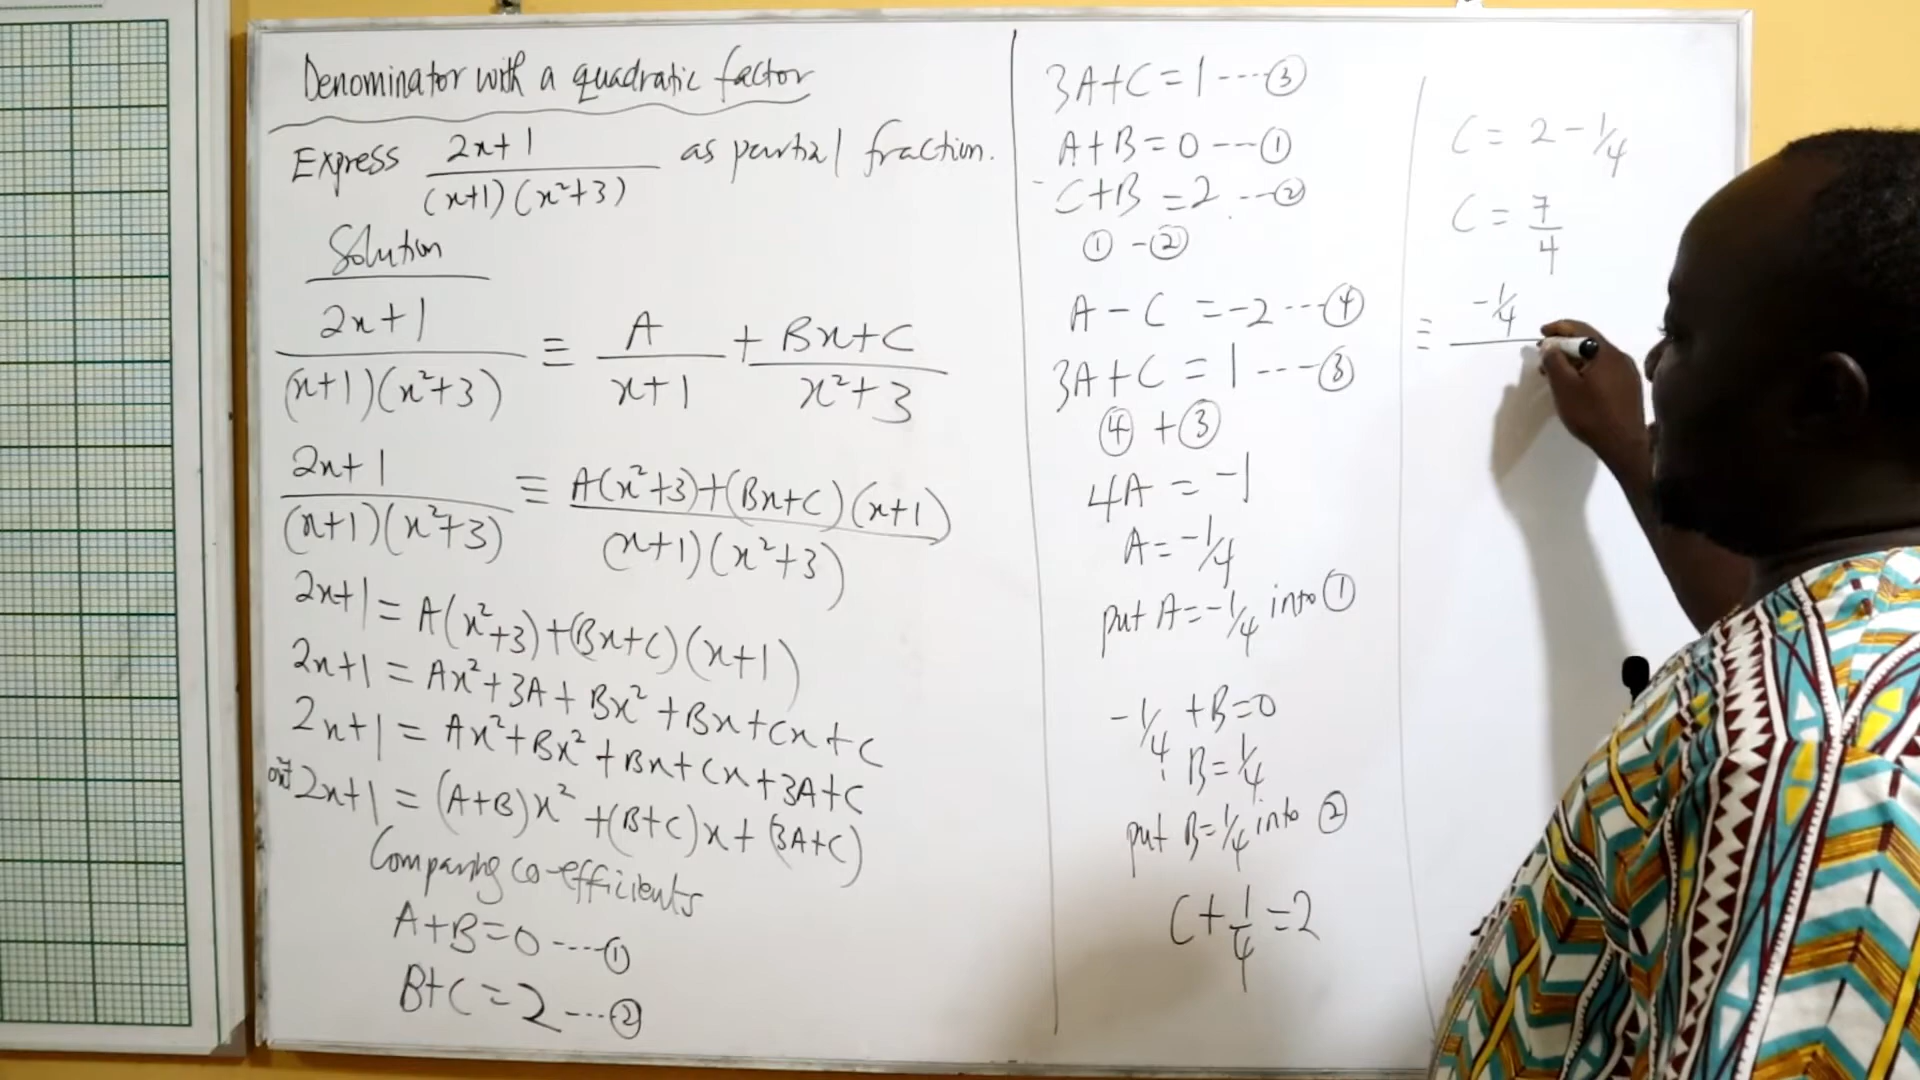 Denominator with a quadratic factor
Express 2x+1 / (x+1)(x²+3) as partial fraction.
Solution
2x+1 / (x+1)(x²+3) ≡ A / x+1 + Bx+C / x²+3
2x+1 / (x+1)(x²+3) ≡ A(x²+3)+(Bx+C)(x+1) / (x+1)(x²+3)
2x+1 = A(x²+3)+(Bx+C)(x+1)
2x+1 = Ax²+3A+Bx²+Bx+Cx+C
2x+1 = Ax²+Bx²+Bx+Cx+3A+C
2x+1 = (A+B)x²+(B+C)x+(3A+C)
Comparing co-efficients
A+B=0 ----①
B+C=2 ---②
3A+C=1 ----③
A+B=0 ---①
C+B=2 ---②
①-②
A-C=-2 ---④
3A+C=1 ----③
④+③
4A=-1
A=-1/4
put A=-1/4 into ①
-1/4+B=0
B=1/4
put B=1/4 into ②
C+1/4=2
C=2-1/4
C=7/4
≡ -1/4